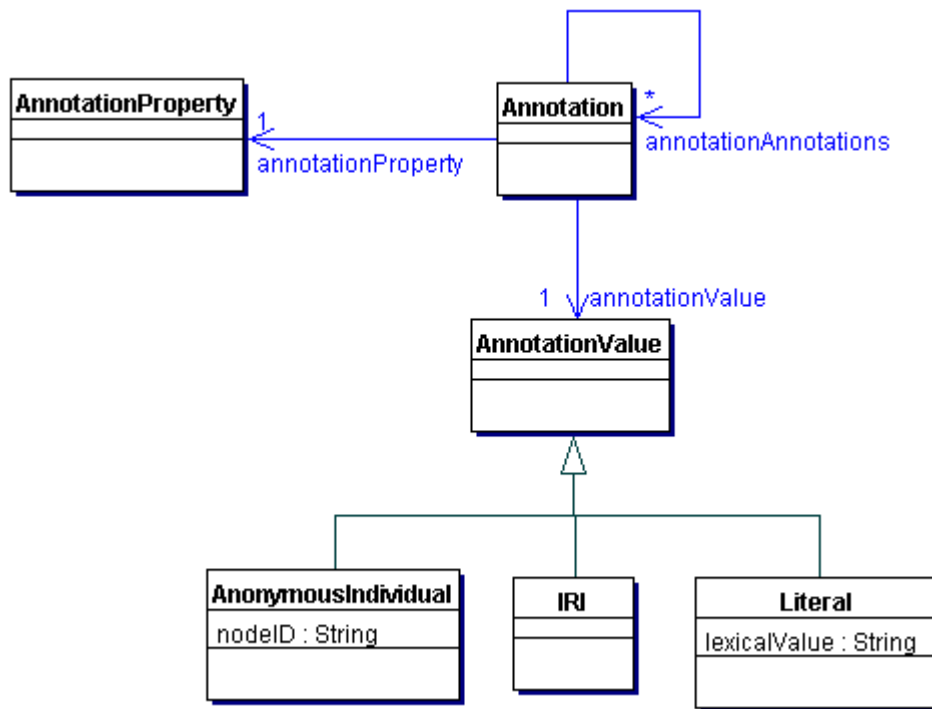 AnnotationProperty
Annotation
*
annotationAnnotations
1
annotationProperty
1
annotationValue
AnnotationValue
AnonymousIndividual
nodeID : String
IRI
Literal
lexicalValue : String